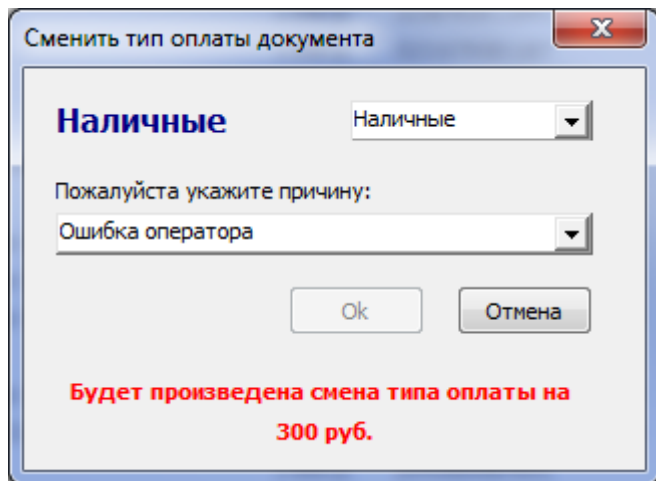 Сменить тип оплаты документа
Наличные
Наличные
Пожалуйста укажите причину:
Ошибка оператора
Ok
Отмена
Будет произведена смена типа оплаты на
300 руб.